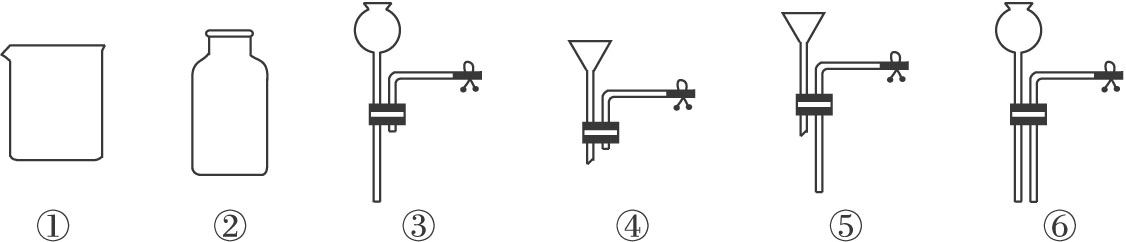 ① ② ③ ④ ⑤ ⑥